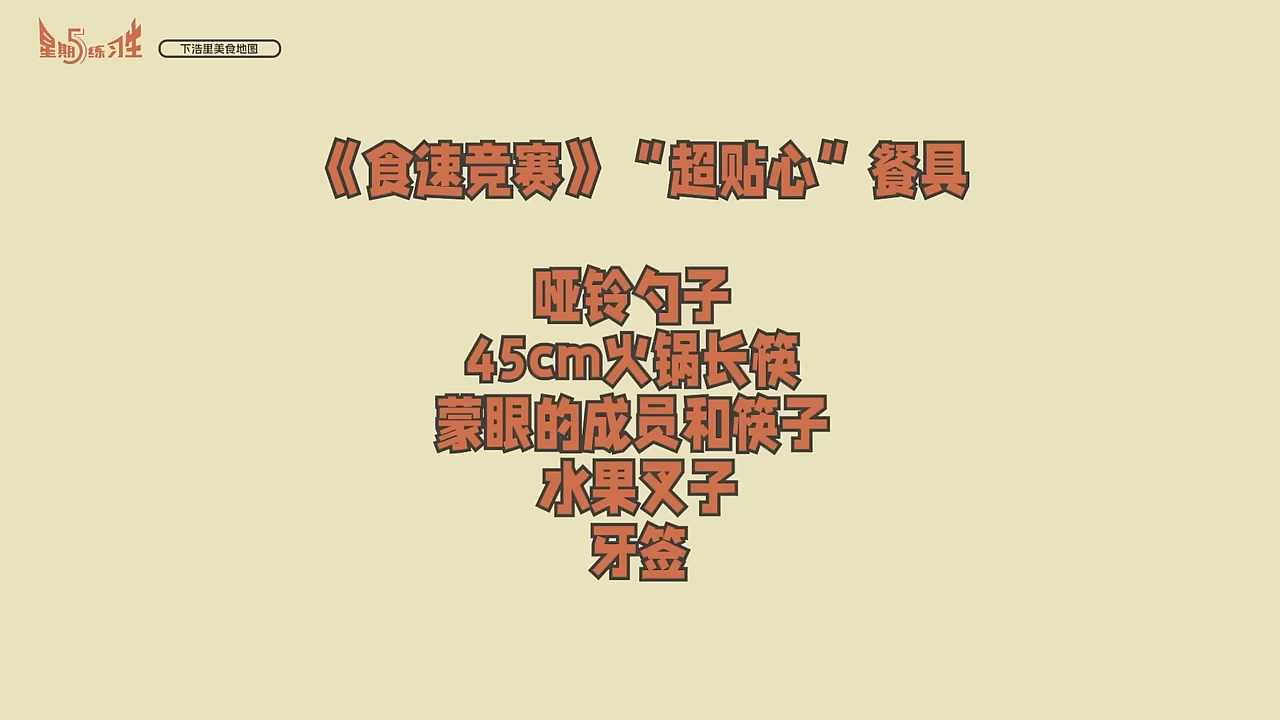 星期5练习生
下浩里美食地图
《食速竞赛》“超贴心”餐具
哑铃勺子
45cm火锅长筷
蒙眼的成员和筷子
水果叉子
牙签